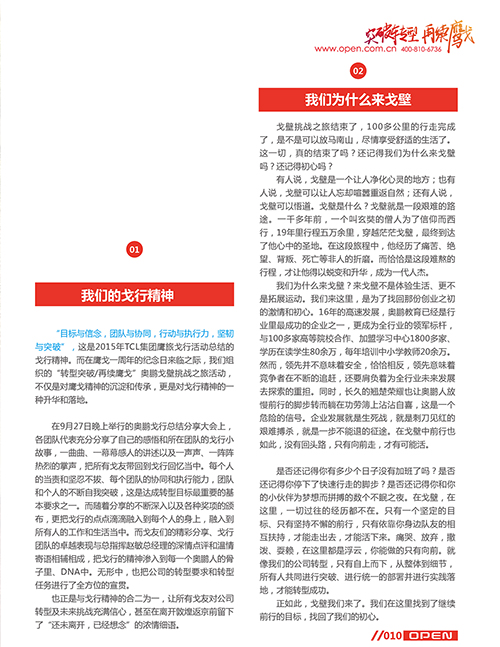 突破转型 再续鹰戈
www.open.com.cn 400-810-6736
01
我们的戈行精神
“目标与信念，团队与协同，行动与执行力，坚韧
与突破”，这是2015年TCL集团鹰旅戈行活动总结的
戈行精神。而在鹰戈一周年的纪念日来临之际，我们组
织的“转型突破/再续鹰戈”奥鹏戈壁挑战之旅活动，
不仅是对鹰戈精神的沉淀和传承，更是对戈行精神的一
种升华和落地。
在9月27日晚上举行的奥鹏戈行总结分享大会上，
各团队代表充分分享了自己的感悟和所在团队的戈行小
故事，一曲曲、一幕幕感人的讲述以及一声声、一阵阵
热烈的掌声，把所有戈友带回到戈行回忆当中。每个人
的当责和坚忍不拔、每个团队的协同和执行能力，团队
和个人的不断自我突破，这是达成转型目标最重要的基
本要求之一。而随着分享的不断深入以及各种奖项的颁
布，更把戈行的点点滴滴融入到每个人的身上，融入到
所有人的工作和生活当中。而戈友们的精彩分享、戈行
团队的卓越表现与总指挥赵敏总经理的深情点评和温情
寄语相辅相成，把戈行的精神渗入到每一个奥鹏人的骨
子里、DNA中。无形中，也把公司的转型要求和转型
任务进行了全方位的宣贯。
也正是与戈行精神的合二为一，让所有戈友对公司
转型及未来挑战充满信心，甚至在离开敦煌返京前留下
了“还未离开，已经想念”的浓情细语。
02
我们为什么来戈壁
戈壁挑战之旅结束了，100多公里的行走完成
了，是不是可以放马南山，尽情享受舒适的生活了。
这一切，真的结束了吗？还记得我们为什么来戈壁
吗？还记得初心吗？
有人说，戈壁是一个让人净化心灵的地方；也有
人说，戈壁可以让人忘却喧嚣重返自然；还有人说，
戈壁可以悟道。戈壁是什么？戈壁就是一段艰难的路
途。一千多年前，一个叫玄奘的僧人为了信仰而西
行，19年里行程五万余里，穿越茫茫戈壁，最终到达
了他心中的圣地。在这段旅程中，他经历了痛苦、绝
望、背叛、死亡等非人的折磨。而恰恰是这段难熬的
行程，才让他得以蜕变和升华，成为一代人杰。
我们为什么来戈壁？来戈壁不是体验生活、更不
是拓展运动。我们来这里，是为了找回那份创业之初
的激情和初心。16年的高速发展，奥鹏教育已经是行
业里最成功的企业之一，更成为全行业的领军标杆，
与100多家高等院校合作、加盟学习中心1800多家、
学历在读学生80余万，每年培训中小学教师20余万。
然而，领先并不意味着安全，恰恰相反，领先意味着
竞争者在不断的追赶，还要肩负着为全行业未来发展
去探索的重担。同时，长久的短楚荣耀也让奥鹏人放
慢前行的脚步转而躺在功劳簿上沾沾自喜，这是一个
危险的信号。企业发展就是生死战，就是刺刀见红的
艰难搏杀，就是一步不能退的征途。在戈壁中前行也
如此，没有回头路，只有向前走，才有可能活。
是否还记得你有多少个日子没有加班了吗？是否
还记得你停下了快速行走的脚步？是否还记得你和你
的小伙伴为梦想而拼搏的数个不眠之夜。在戈壁，在
这里，一切过往的经历都不在。只有一个坚定的目
标、只有坚持不懈的前行，只有依靠你身边队友的相
互扶持，才能走出去，才能活下来。痛哭、放弃，撒
泼、耍赖，在这里都是浮云，你能做的只有向前。就
像我们的公司转型，只有自上而下，从整体到细节，
所有人共同进行突破、进行统一的部署并进行实践落
地，才能转型成功。
正如此，戈壁我们来了。我们在这里找到了继续
前行的目标，找回了我们的初心。
//010 OPEN